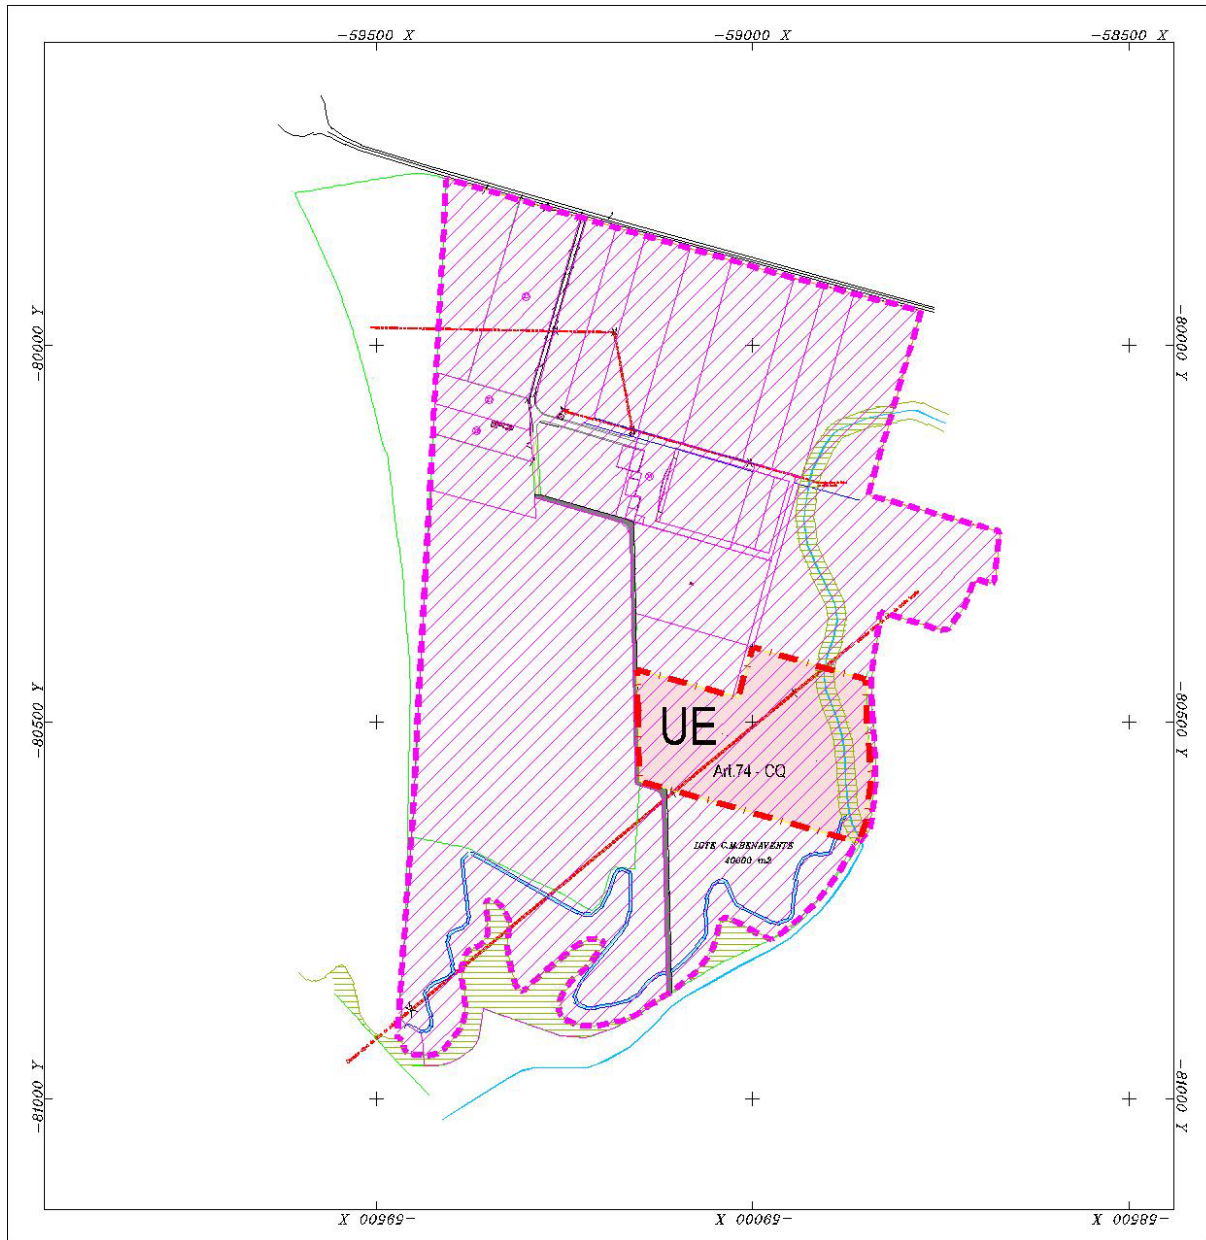 -59500 X
-59000 X
-58500 X
-80000 Y
-80000 Y
UE
Art.74 - CQ
-80500 Y
-80500 Y
LOTE C.M.BENAVENTE
40000 m2
-81000 Y
-81000 Y
-59500 X
-59000 X
-58500 X